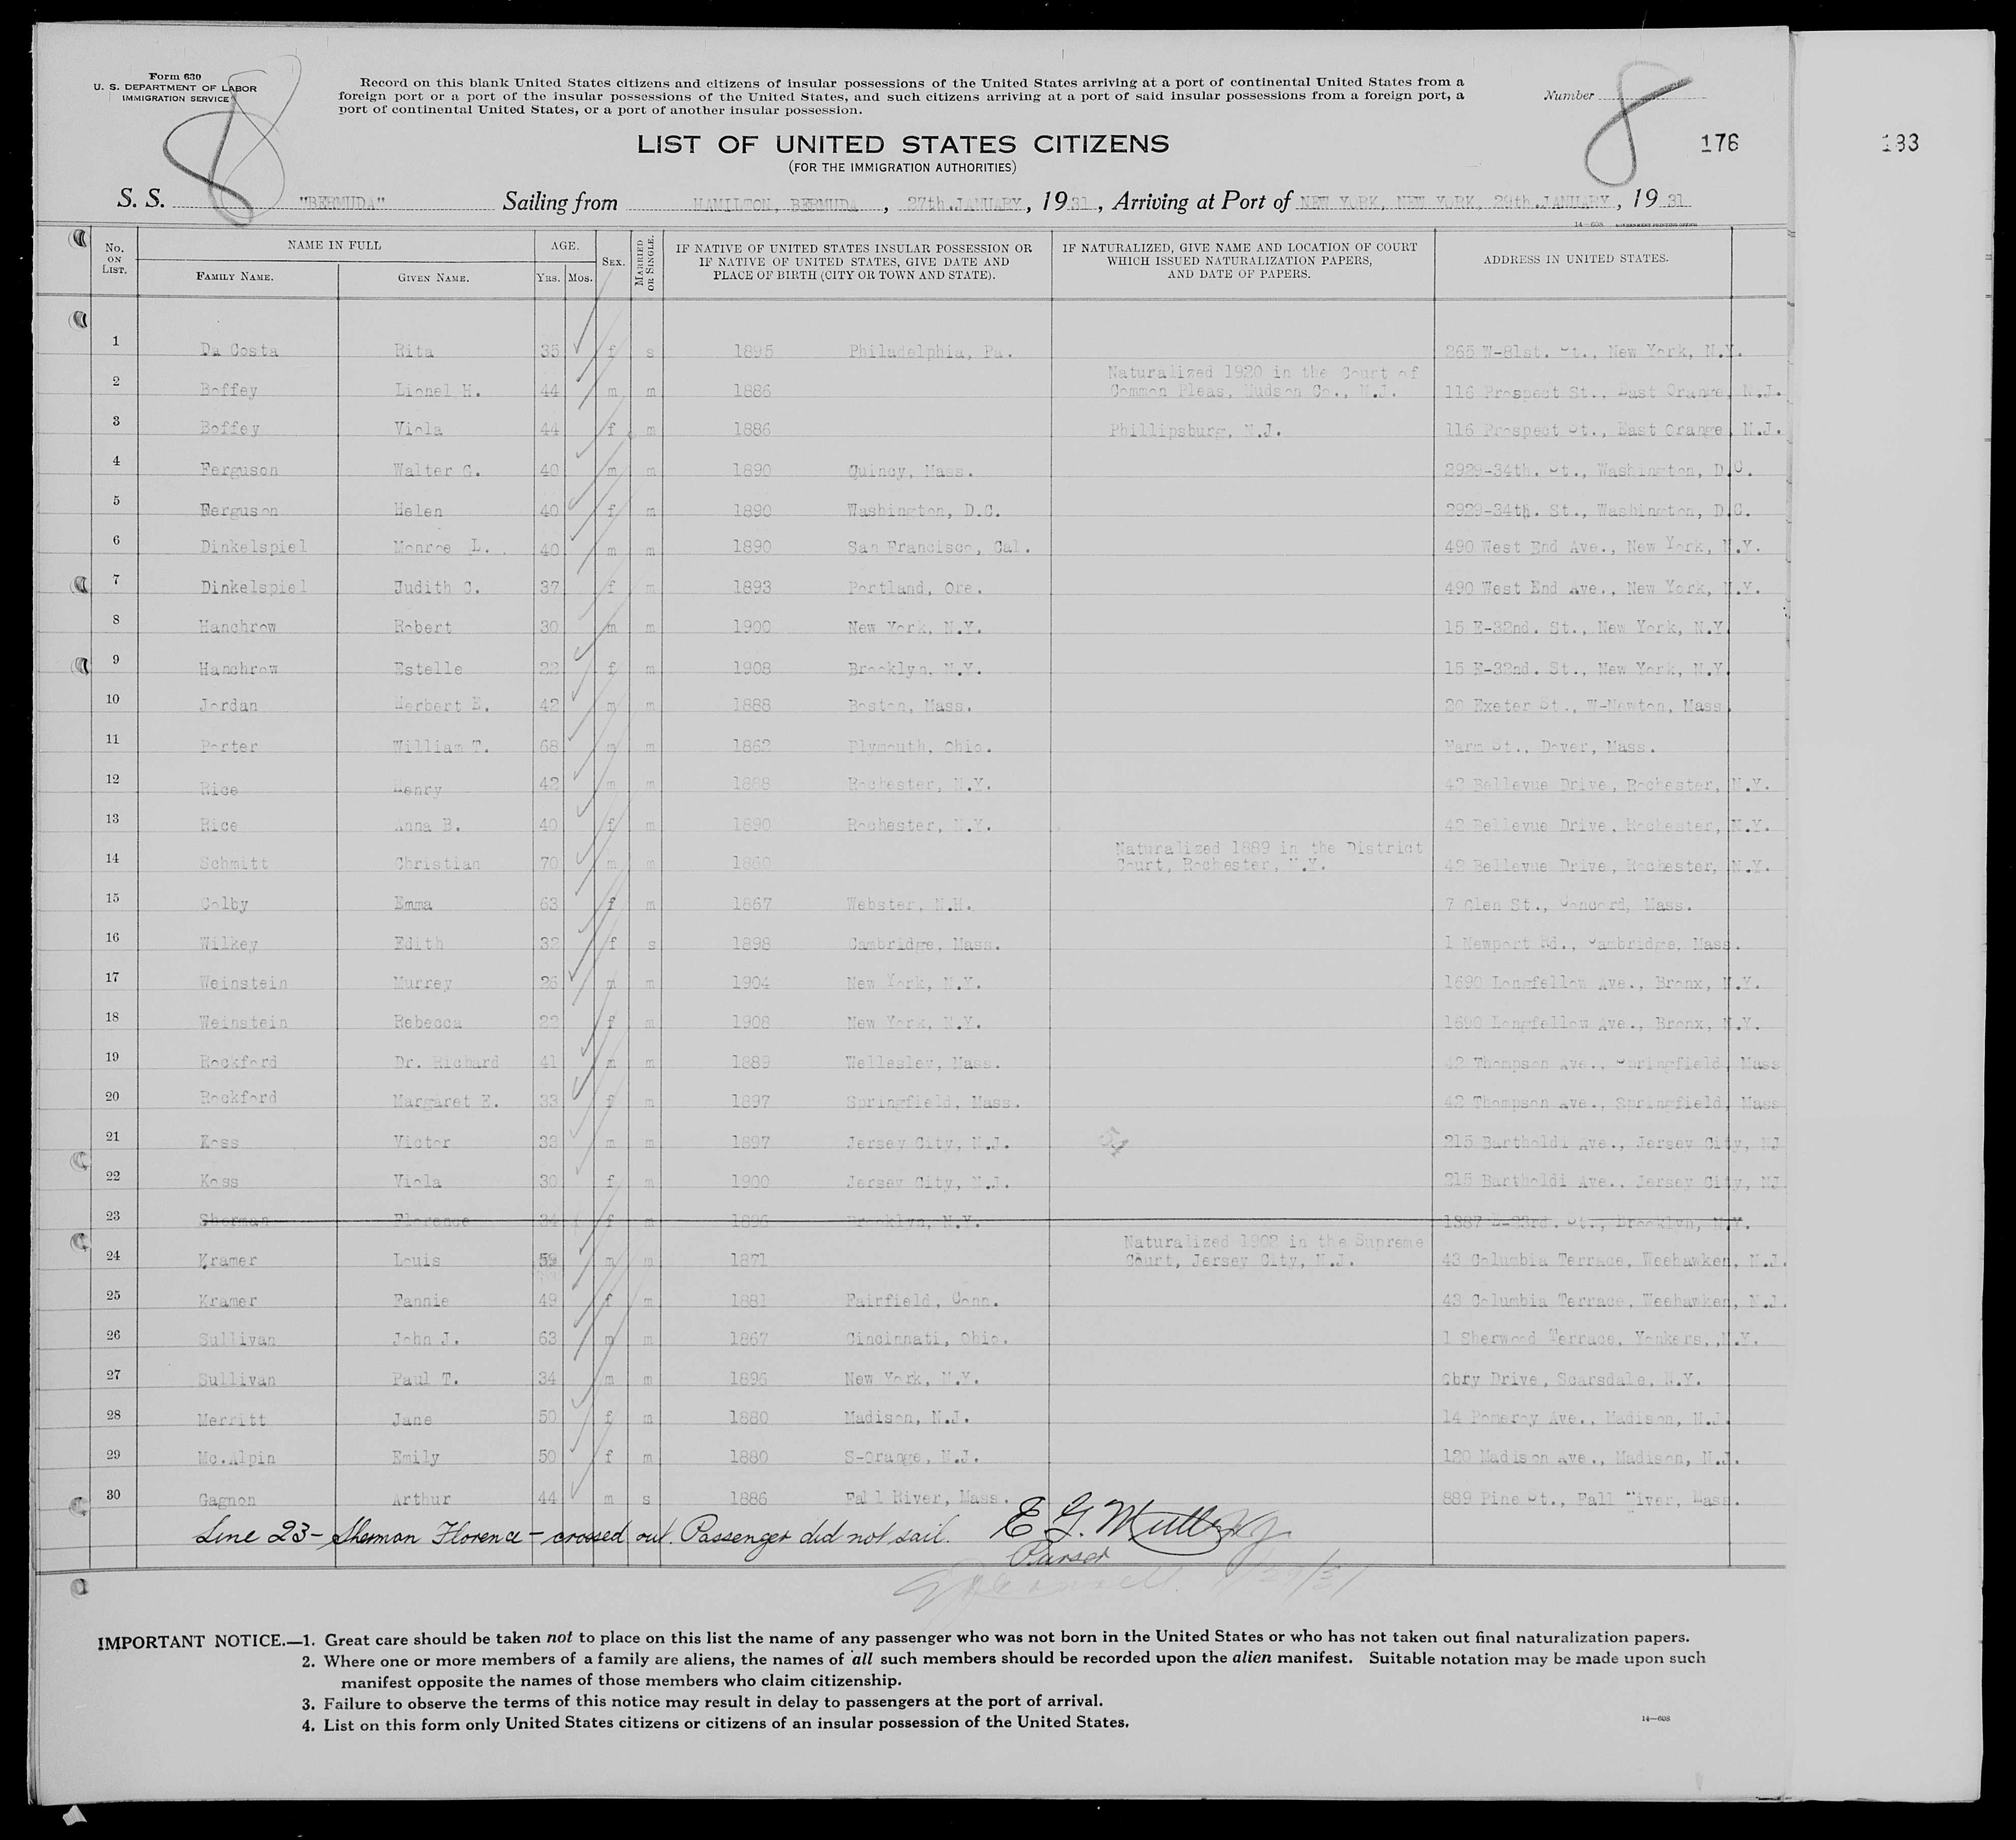 Form 630
U. S. DEPARTMENT OF LABOR
IMMIGRATION SERVICE
8
Record on this blank United States citizens and citizens of insular possessions of the United States arriving at a port of continental United States from a
foreign port or a port of the insular possessions of the United States, and such citizens arriving at a port of said insular possessions from a foreign port, a
port of continental United States, or a port of another insular possession.
Number 8
LIST OF UNITED STATES CITIZENS
(FOR THE IMMIGRATION AUTHORITIES)
176
183
S. S. "BERMUDA" Sailing from HAMILTON, BERMUDA, 27th.JANUARY, 1931, Arriving at Port of NEW YORK, NEW YORK, 29th.JANUARY, 1931
14—608 GOVERNMENT PRINTING OFFICE
No. ON LIST. NAME IN FULL FAMILY NAME. GIVEN NAME. AGE. YRS. MOS. SEX. MARRIED OR SINGLE. IF NATIVE OF UNITED STATES INSULAR POSSESSION OR IF NATIVE OF UNITED STATES, GIVE DATE AND PLACE OF BIRTH (CITY OR TOWN AND STATE). IF NATURALIZED, GIVE NAME AND LOCATION OF COURT WHICH ISSUED NATURALIZATION PAPERS, AND DATE OF PAPERS. ADDRESS IN UNITED STATES.
1 Da Costa Rita 35 f s 1895 Philadelphia, Pa. 265 W-81st. St., New York, N.Y.
Naturalized 1920 in the Court of
2 Boffey Lionel H. 44 m m 1886 Common Pleas, Hudson Co., N.J. 116 Prospect St., East Orange, N.J.
3 Boffey Viola 44 f m 1886 Phillipsburg, N.J. 116 Prospect St., East Orange, N.J.
4 Ferguson Walter G. 40 m m 1890 Quincy, Mass. 2929-34th. St., Washington, D.C.
5 Ferguson Helen 40 f m 1890 Washington, D.C. 2929-34th. St., Washington, D.C.
6 Dinkelspiel Monroe L. 40 m m 1890 San Francisco, Cal. 490 West End Ave., New York, N.Y.
7 Dinkelspiel Judith C. 37 f m 1893 Portland, Ore. 490 West End Ave., New York, N.Y.
8 Hanchrow Robert 30 m m 1900 New York, N.Y. 15 E-32nd. St., New York, N.Y.
9 Hanchrow Estelle 22 f m 1908 Brooklyn, N.Y. 15 E-32nd. St., New York, N.Y.
10 Jordan Herbert E. 42 m m 1888 Boston, Mass. 20 Exeter St., W-Newton, Mass.
11 Porter William T. 68 m m 1862 Plymouth, Ohio. Farm St., Dover, Mass.
12 Rice Henry 42 m m 1888 Rochester, N.Y. 42 Bellevue Drive, Rochester, N.Y.
13 Rice Anna B. 40 f m 1890 Rochester, N.Y. 42 Bellevue Drive, Rochester, N.Y.
Naturalized 1889 in the District
14 Schmitt Christian 70 m m 1860 Court, Rochester, N.Y. 42 Bellevue Drive, Rochester, N.Y.
15 Colby Emma 63 f m 1867 Webster, N.H. 7 Glen St., Concord, Mass.
16 Wilkey Edith 32 f s 1898 Cambridge, Mass. 1 Newport Rd., Cambridge, Mass.
17 Weinstein Murrey 26 m m 1904 New York, N.Y. 1690 Longfellow Ave., Bronx, N.Y.
18 Weinstein Rebecca 22 f m 1908 New York, N.Y. 1690 Longfellow Ave., Bronx, N.Y.
19 Rockford Dr. Richard 41 m m 1889 Wellesley, Mass. 42 Thompson Ave., Springfield, Mass
20 Rockford Margaret E. 33 f m 1897 Springfield, Mass. 42 Thompson Ave., Springfield, Mass
21 Koss Victor 33 m m 1897 Jersey City, N.J. 215 Bartholdi Ave., Jersey City, NJ
22 Koss Viola 30 f m 1900 Jersey City, N.J. 215 Bartholdi Ave., Jersey City, NJ
23 Sherman Florence 34 f m 1896 Brooklyn, N.Y. 1387 E-23rd. St., Brooklyn, N.Y.
Naturalized 1902 in the Supreme
24 Kramer Louis 59 m m 1871 Court, Jersey City, N.J. 43 Columbia Terrace, Weehawken, N.J.
25 Kramer Fannie 49 f m 1881 Fairfield, Conn. 43 Columbia Terrace, Weehawken, N.J.
26 Sullivan John J. 63 m m 1867 Cincinnati, Ohio. 1 Sherwood Terrace, Yonkers, N.Y.
27 Sullivan Paul T. 34 m m 1896 New York, N.Y. Cbry Drive, Scarsdale, N.Y.
28 Merritt Jane 50 f m 1880 Madison, N.J. 14 Pomeroy Ave., Madison, N.J.
29 Mc.Alpin Emily 50 f m 1880 S-Orange, N.J. 120 Madison Ave., Madison, N.J.
30 Gagnon Arthur 44 m s 1886 Fall River, Mass. 889 Pine St., Fall River, Mass.
Line 23- Sherman Florence - crossed out. Passenger did not sail. E G.
Purser
IMPORTANT NOTICE.—1. Great care should be taken not to place on this list the name of any passenger who was not born in the United States or who has not taken out final naturalization papers.
2. Where one or more members of a family are aliens, the names of all such members should be recorded upon the alien manifest. Suitable notation may be made upon such
manifest opposite the names of those members who claim citizenship.
3. Failure to observe the terms of this notice may result in delay to passengers at the port of arrival.
4. List on this form only United States citizens or citizens of an insular possession of the United States.
14—608